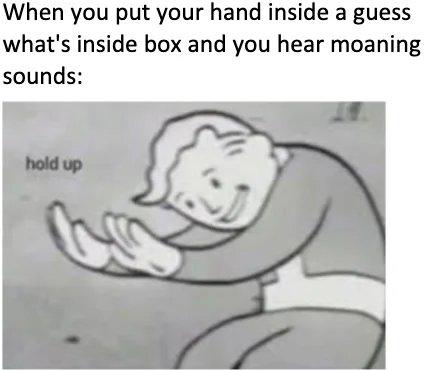 When you put your hand inside a guess
what's inside box and you hear moaning
sounds:
hold up